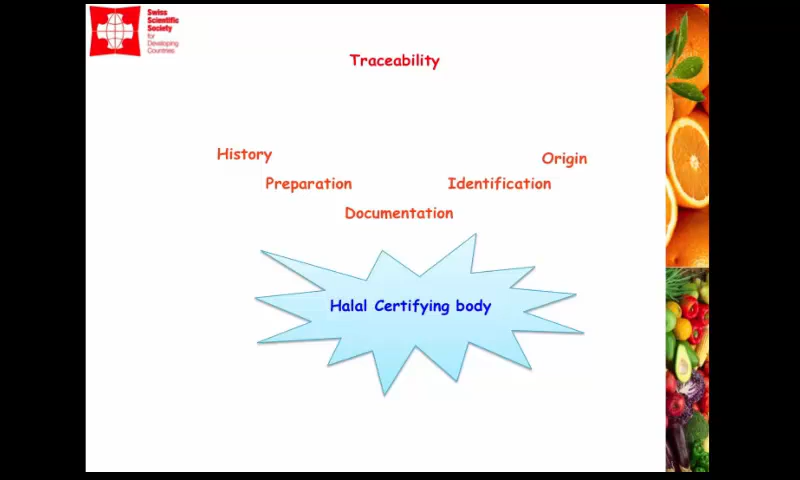 Swiss
Scientific
Society
for
Developing
Countries
Traceability
History
Origin
Preparation
Identification
Documentation
Halal Certifying body